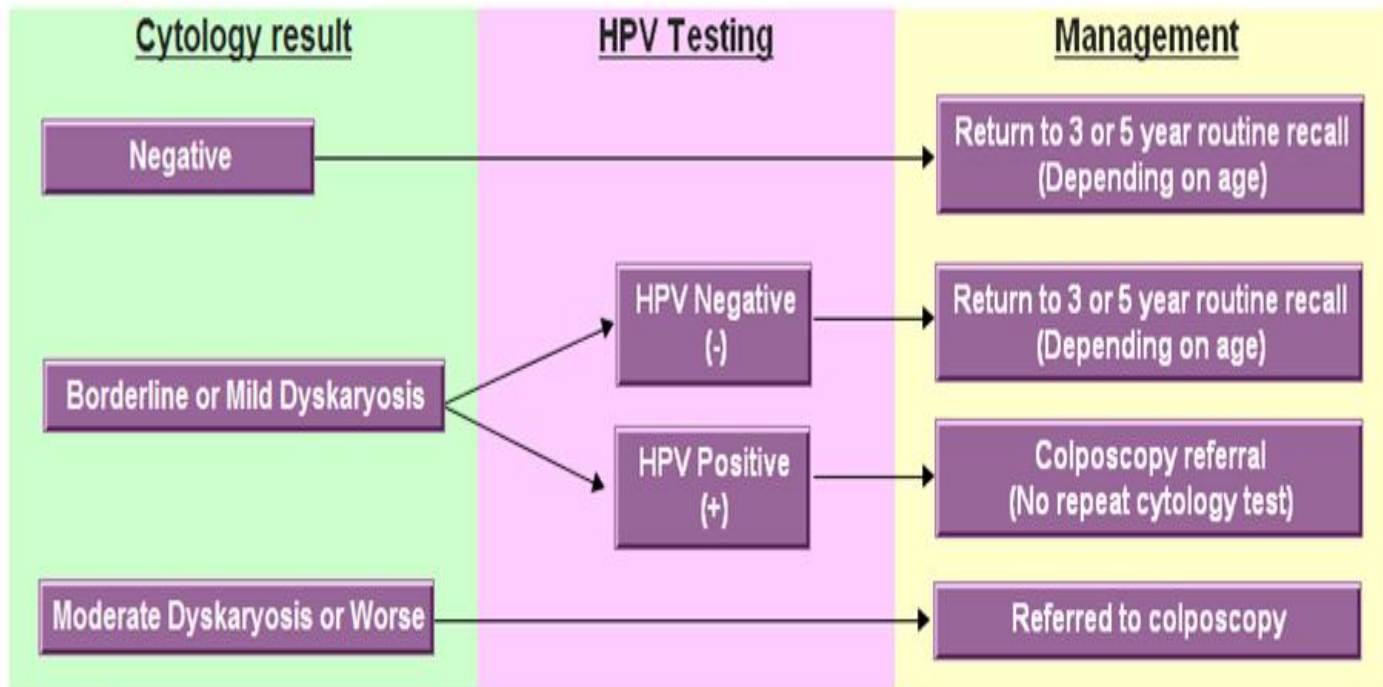 Cytology result
HPV Testing
Management
Negative
Return to 3 or 5 year routine recall
(Depending on age)
Borderline or Mild Dyskaryosis
HPV Negative
(-)
Return to 3 or 5 year routine recall
(Depending on age)
HPV Positive
(+)
Colposcopy referral
(No repeat cytology test)
Moderate Dyskaryosis or Worse
Referred to colposcopy